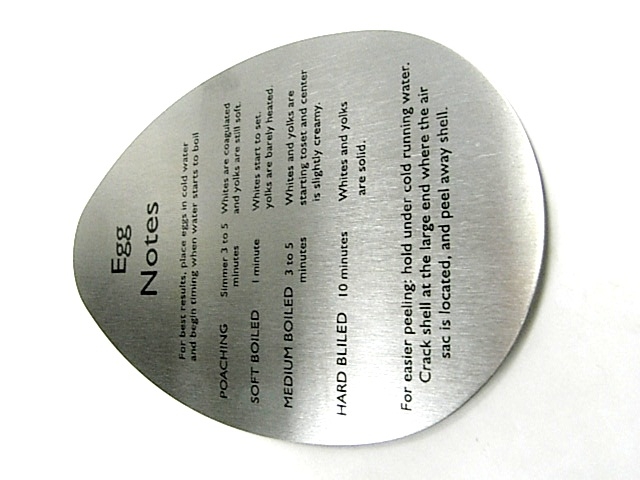 Egg
Notes
For best results, place eggs in cold water
and begin timing when water starts to boil
POACHING Simmer 3 to 5 Whites are coagulated
minutes and yolks are still soft.
SOFT BOILED 1 minute Whites start to set.
yolks are barely heated.
MEDIUM BOILED 3 to 5 Whites and yolks are
minutes starting toset and center
is slightly creamy.
HARD BLILED 10 minutes Whites and yolks
are solid.
For easier peeling: hold under cold running water.
Crack shell at the large end where the air
sac is located, and peel away shell.